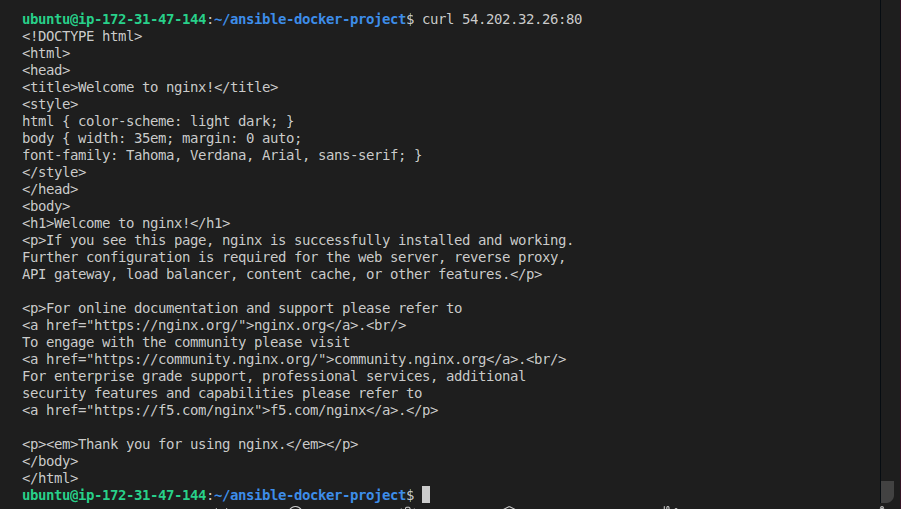 ubuntu@ip-172-31-47-144:~/ansible-docker-project$ curl 54.202.32.26:80
<!DOCTYPE html>
<html>
<head>
<title>Welcome to nginx!</title>
<style>
html { color-scheme: light dark; }
body { width: 35em; margin: 0 auto;
font-family: Tahoma, Verdana, Arial, sans-serif; }
</style>
</head>
<body>
<h1>Welcome to nginx!</h1>
<p>If you see this page, nginx is successfully installed and working.
Further configuration is required for the web server, reverse proxy,
API gateway, load balancer, content cache, or other features.</p>

<p>For online documentation and support please refer to
<a href="https://nginx.org/">nginx.org</a>.<br/>
To engage with the community please visit
<a href="https://community.nginx.org/">community.nginx.org</a>.<br/>
For enterprise grade support, professional services, additional
security features and capabilities please refer to
<a href="https://f5.com/nginx">f5.com/nginx</a>.</p>

<p><em>Thank you for using nginx.</em></p>
</body>
</html>
ubuntu@ip-172-31-47-144:~/ansible-docker-project$